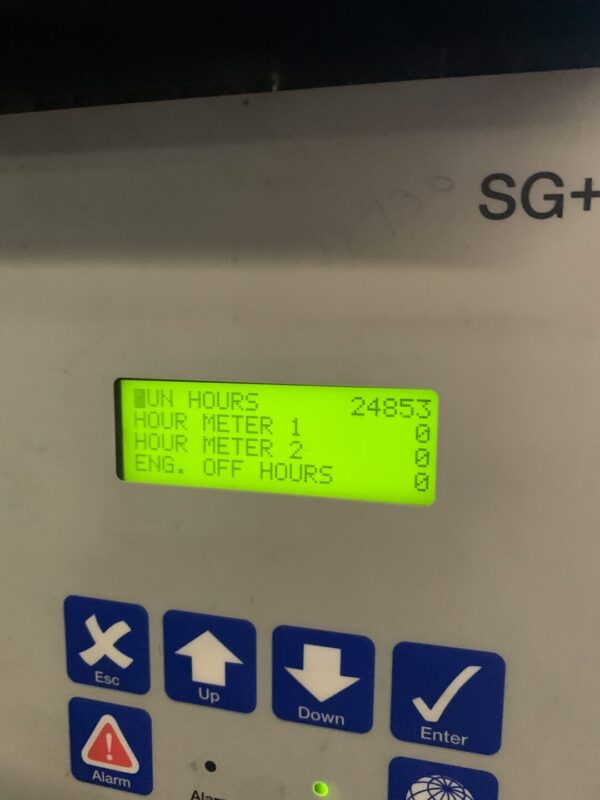 SG+
UN HOURS 24853
HOUR METER 1 0
HOUR METER 2 0
ENG. OFF HOURS 0
Esc
Up
Down
Enter
Alarm